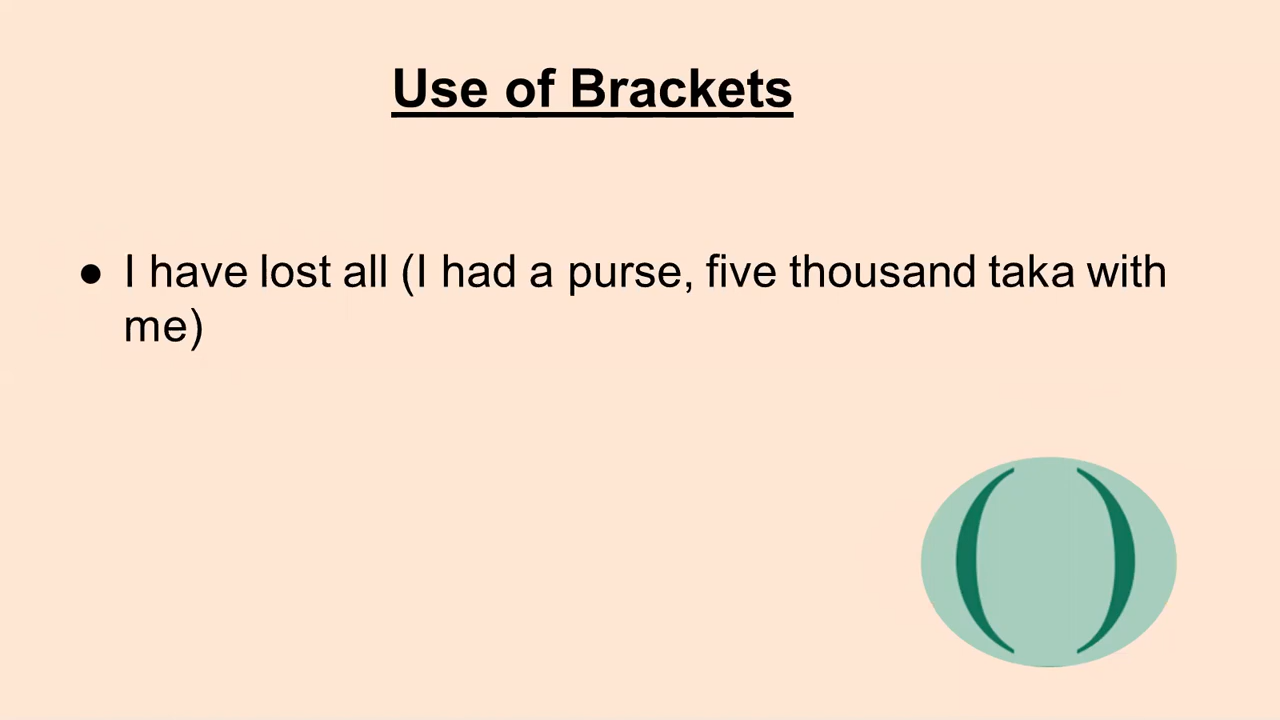 Use of Brackets
● I have lost all (I had a purse, five thousand taka with
me)
( )